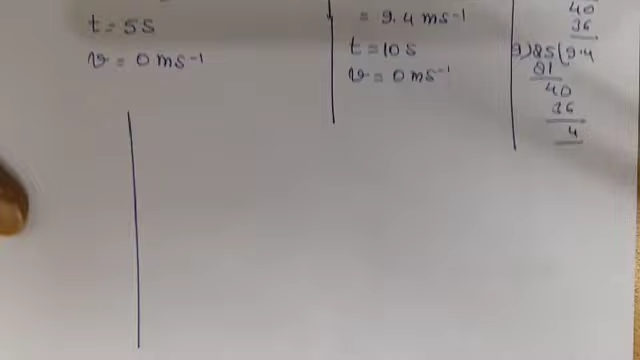 t = 5s
v = 0 ms⁻¹
= 9.4 ms⁻¹
t = 10s
v = 0 ms⁻¹
40
36
9)85(9.4
81
40
36
4